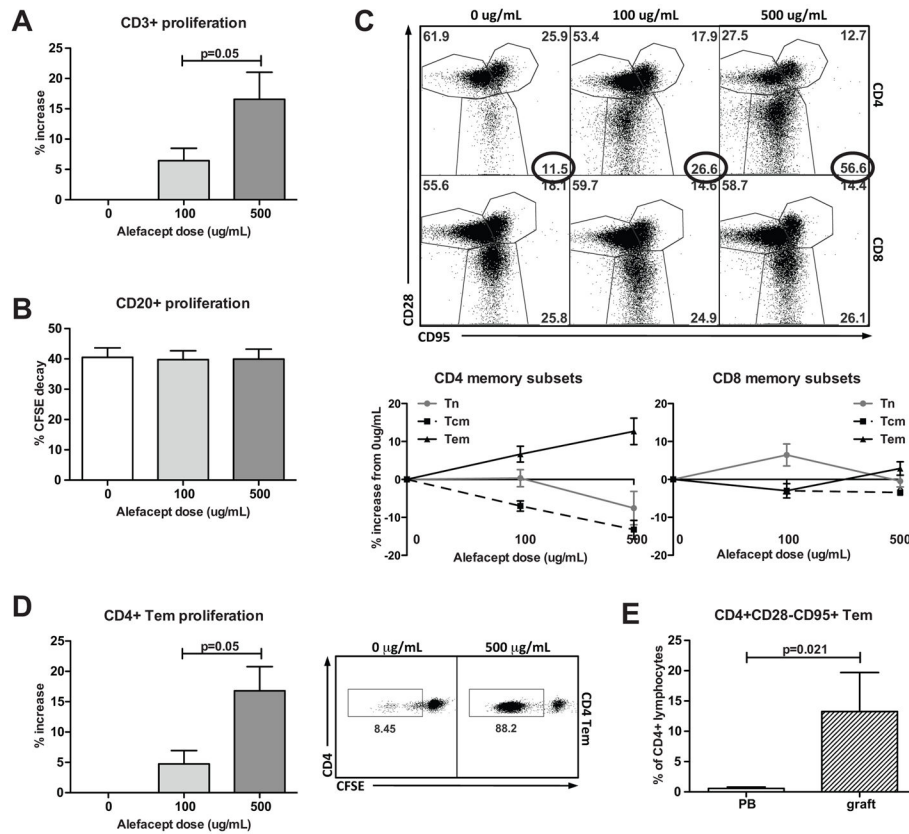 A
CD3+ proliferation
p=0.05
25
20
15
10
5
0
% increase
0
100
500
Alefacept dose (ug/mL)
B
CD20+ proliferation
50
40
30
20
10
0
% CFSE decay
0
100
500
Alefacept dose (ug/mL)
C
0 ug/mL
100 ug/mL
500 ug/mL
61.9
25.9
53.4
17.9
27.5
12.7
CD4
11.5
26.6
56.6
55.6
18.1
59.7
14.6
58.7
14.4
CD8
25.8
24.9
26.1
CD28
CD95
CD4 memory subsets
Tn
Tcm
Tem
20
10
0
-10
-20
% increase from 0ug/mL
0
100
500
Alefacept dose (ug/mL)
CD8 memory subsets
Tn
Tcm
Tem
20
10
0
-10
-20
0
100
500
Alefacept dose (ug/mL)
D
CD4+ Tem proliferation
p=0.05
25
20
15
10
5
0
% increase
0
100
500
Alefacept dose (ug/mL)
0 µg/mL
500 µg/mL
8.45
88.2
CD4 Tem
CD4
CFSE
E
CD4+CD28-CD95+ Tem
p=0.021
25
20
15
10
5
0
% of CD4+ lymphocytes
PB
graft